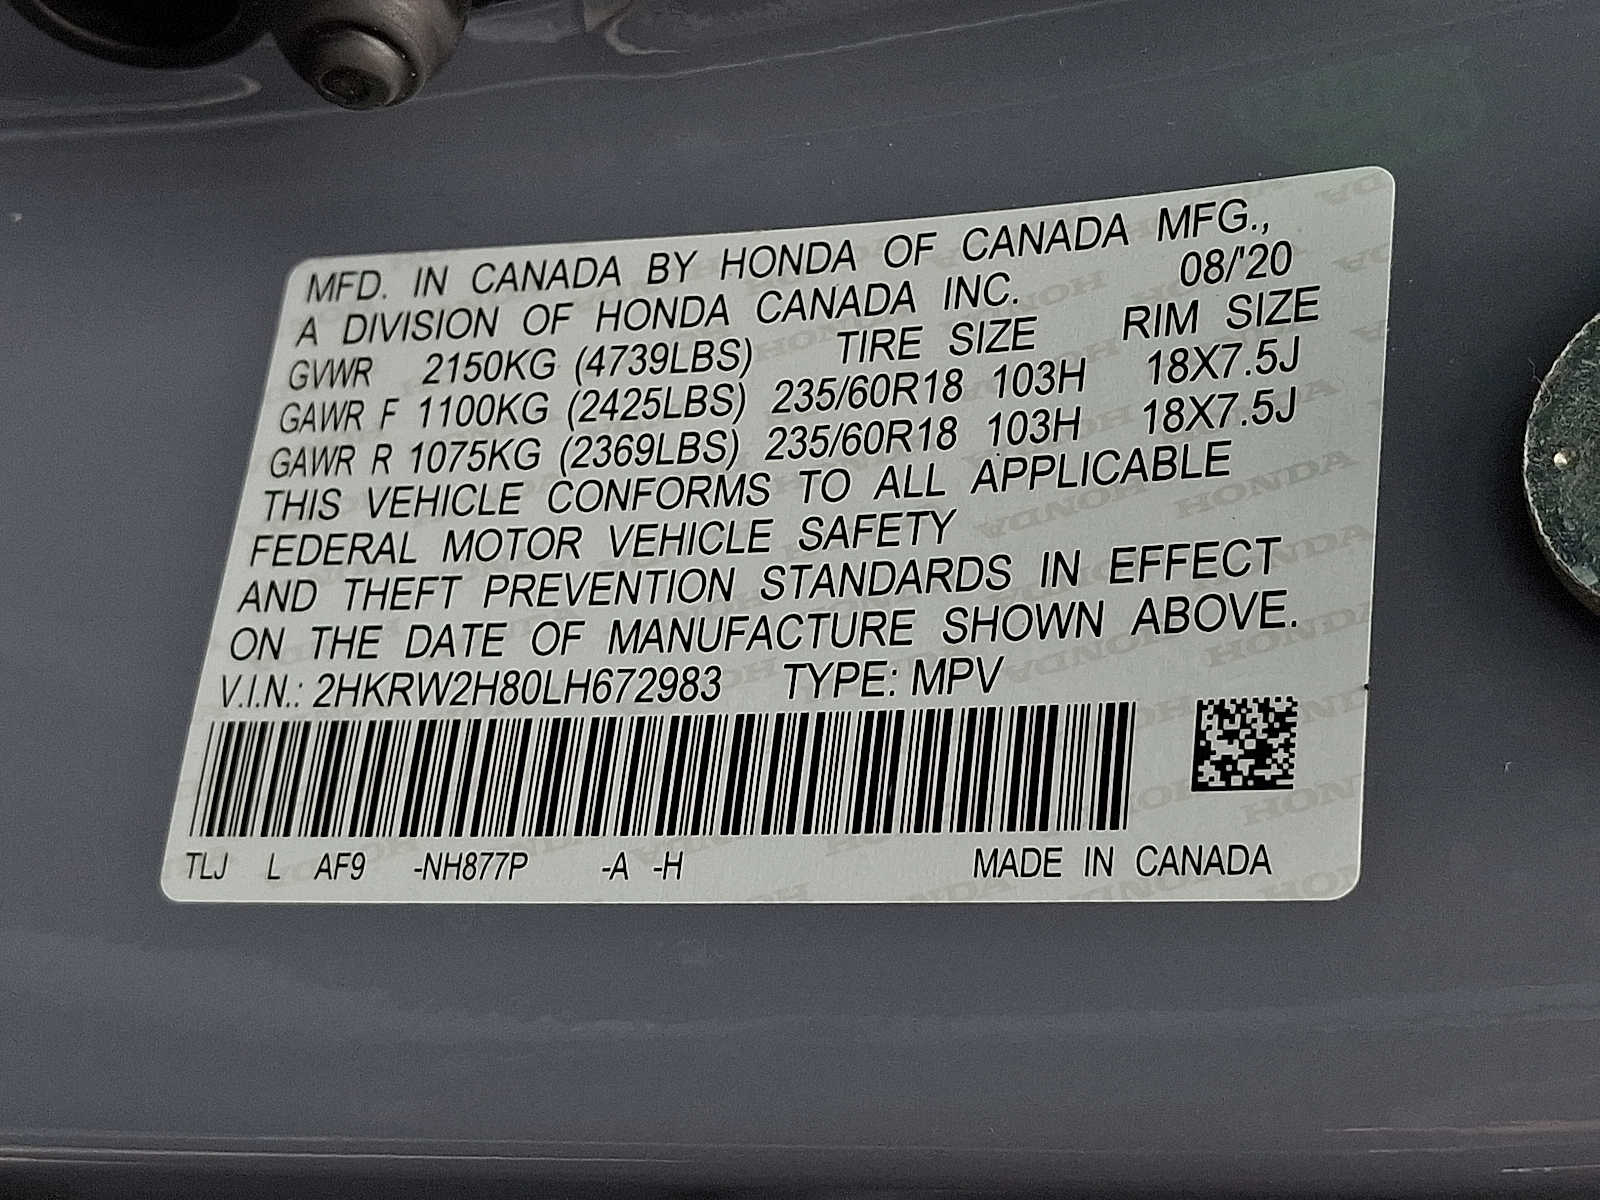 MFD. IN CANADA BY HONDA OF CANADA MFG.,
A DIVISION OF HONDA CANADA INC. 08/'20
GVWR 2150KG (4739LBS) TIRE SIZE RIM SIZE
GAWR F 1100KG (2425LBS) 235/60R18 103H 18X7.5J
GAWR R 1075KG (2369LBS) 235/60R18 103H 18X7.5J
THIS VEHICLE CONFORMS TO ALL APPLICABLE
FEDERAL MOTOR VEHICLE SAFETY
AND THEFT PREVENTION STANDARDS IN EFFECT
ON THE DATE OF MANUFACTURE SHOWN ABOVE.
V.I.N.: 2HKRW2H80LH672983 TYPE: MPV
TLJ L AF9 -NH877P -A -H MADE IN CANADA